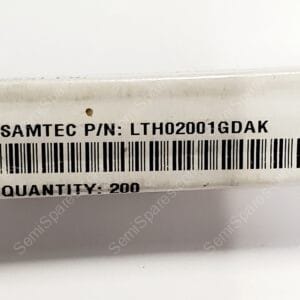 SAMTEC P/N: LTH02001GDAK
QUANTITY: 200